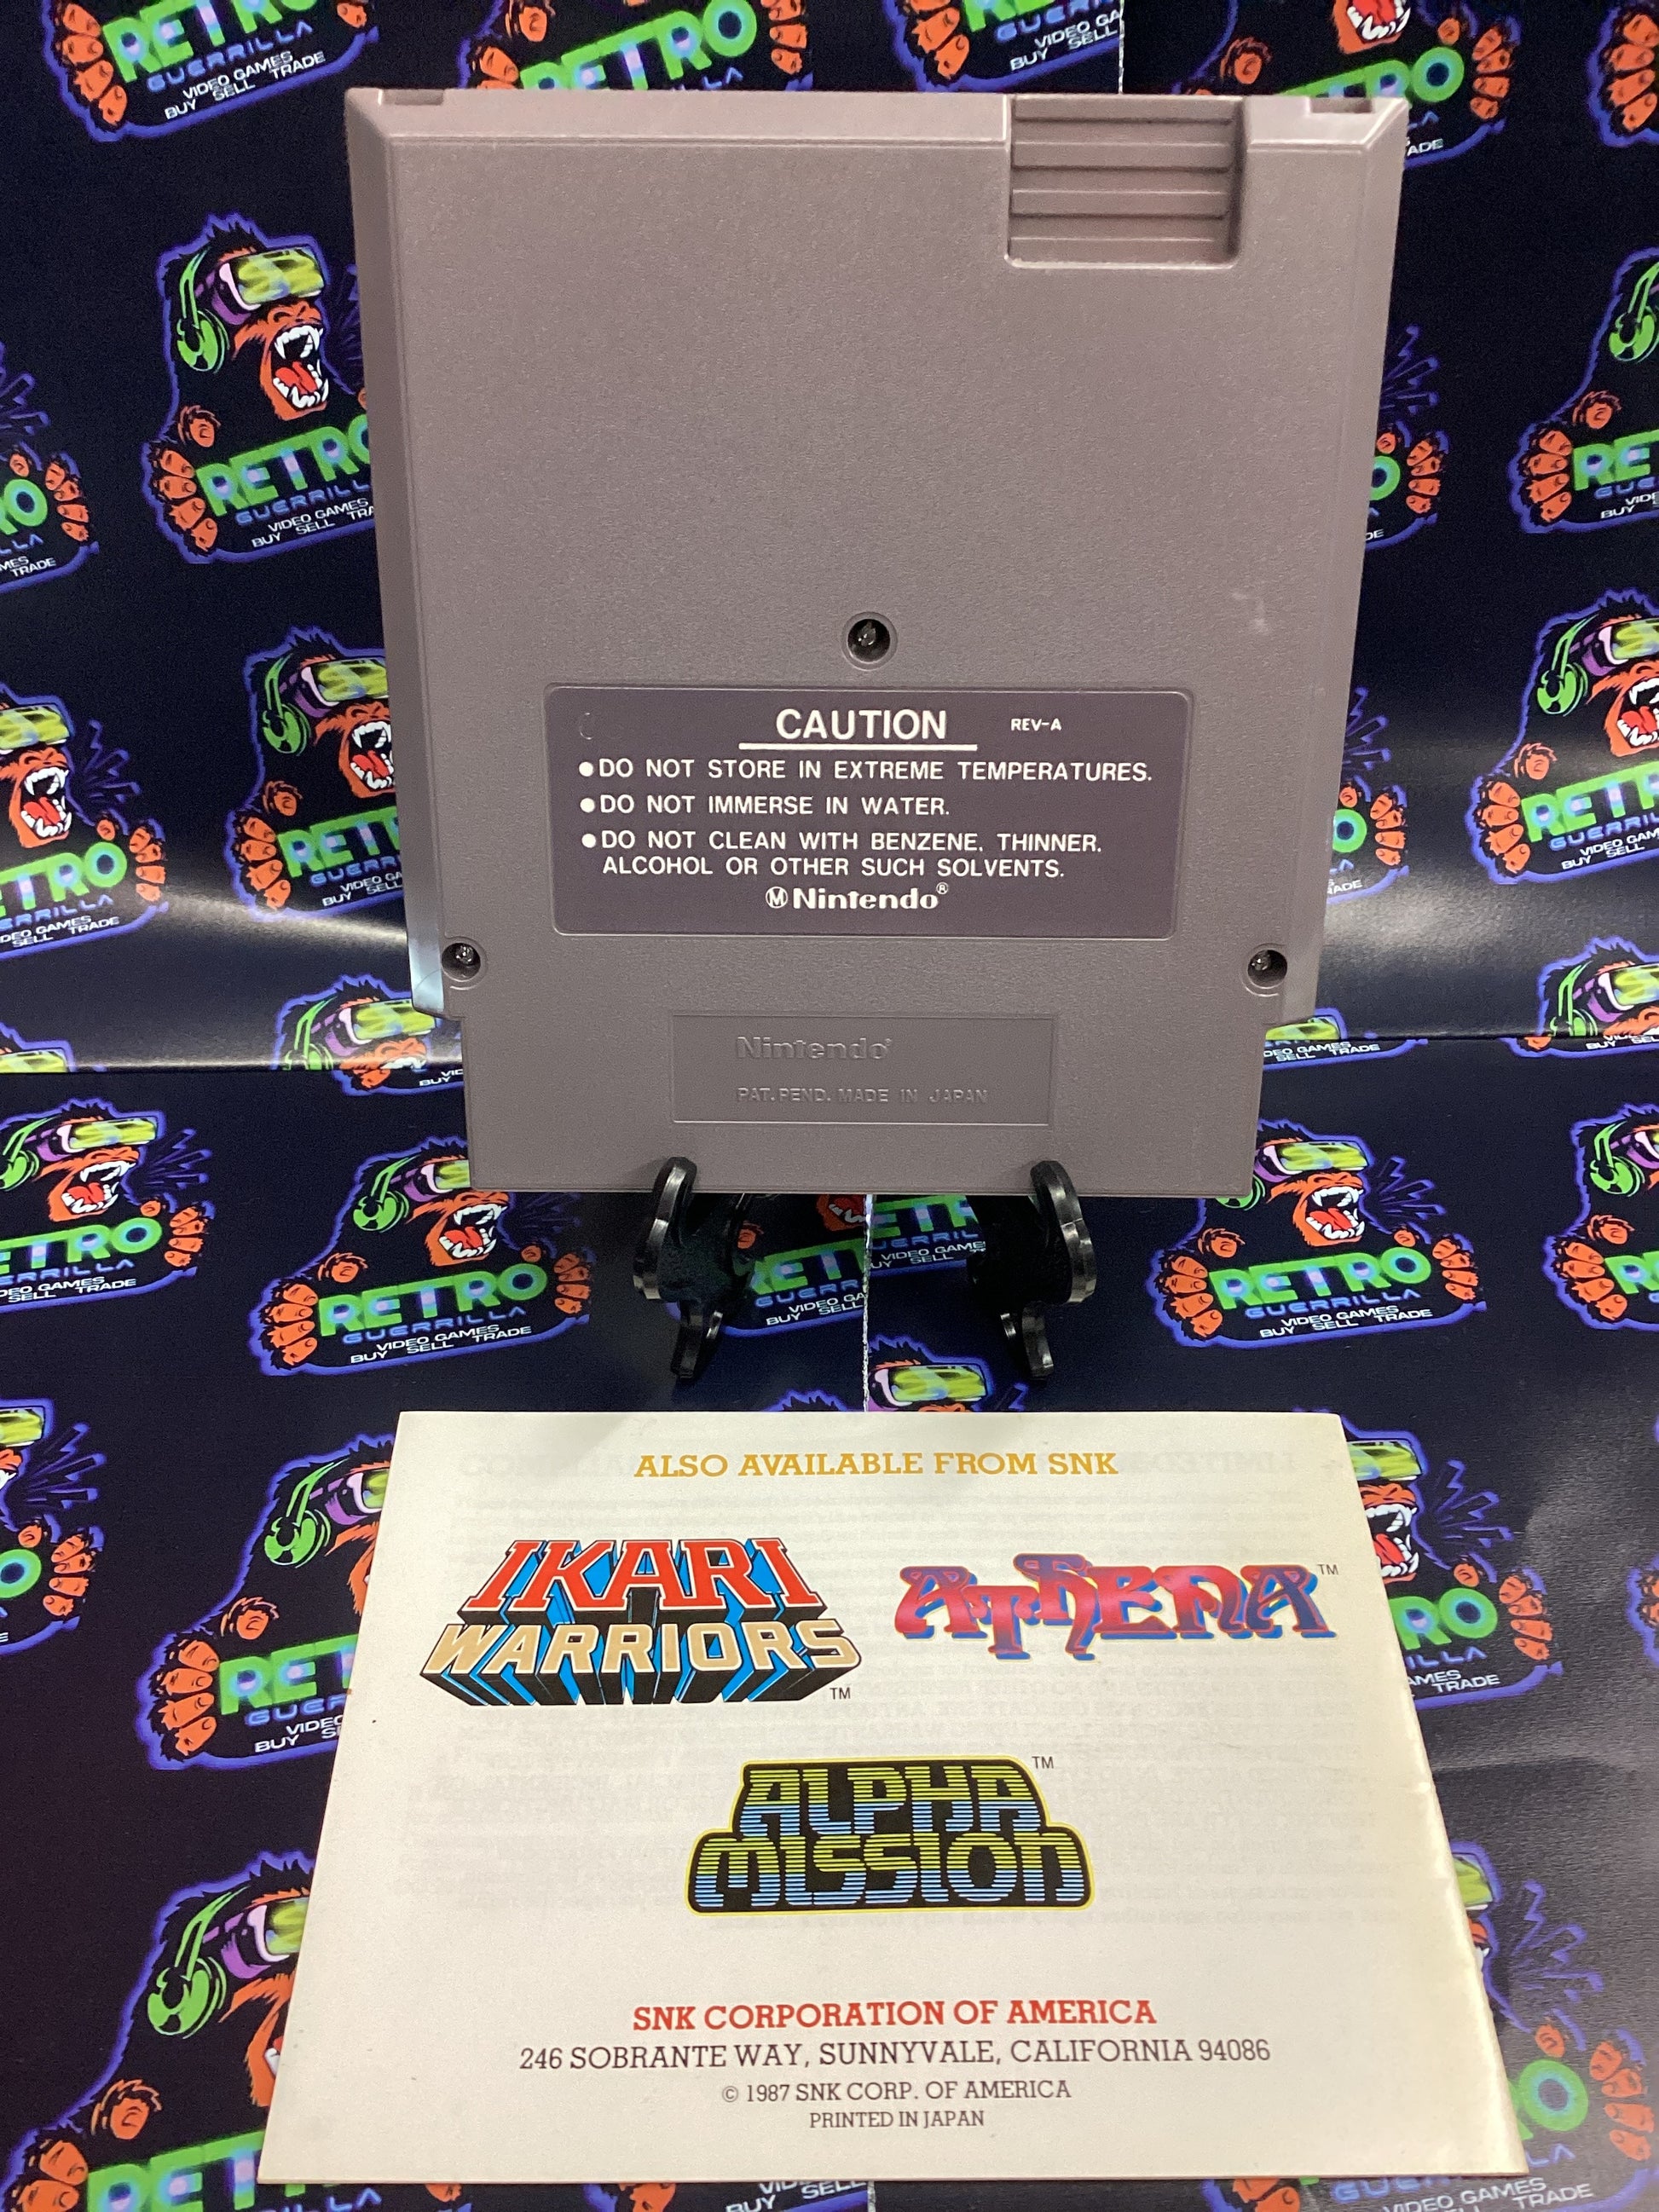 CAUTION REV-A
●DO NOT STORE IN EXTREME TEMPERATURES.
●DO NOT IMMERSE IN WATER.
●DO NOT CLEAN WITH BENZENE, THINNER,
ALCOHOL OR OTHER SUCH SOLVENTS.
Ⓜ Nintendo®
Nintendo®
PAT. PEND. MADE IN JAPAN
ALSO AVAILABLE FROM SNK
IKARI
WARRIORS™
ATHENA™
ALPHA
MISSION™
SNK CORPORATION OF AMERICA
246 SOBRANTE WAY, SUNNYVALE, CALIFORNIA 94086
© 1987 SNK CORP. OF AMERICA
PRINTED IN JAPAN
RETRO
GUERRILLA
VIDEO GAMES
BUY SELL TRADE